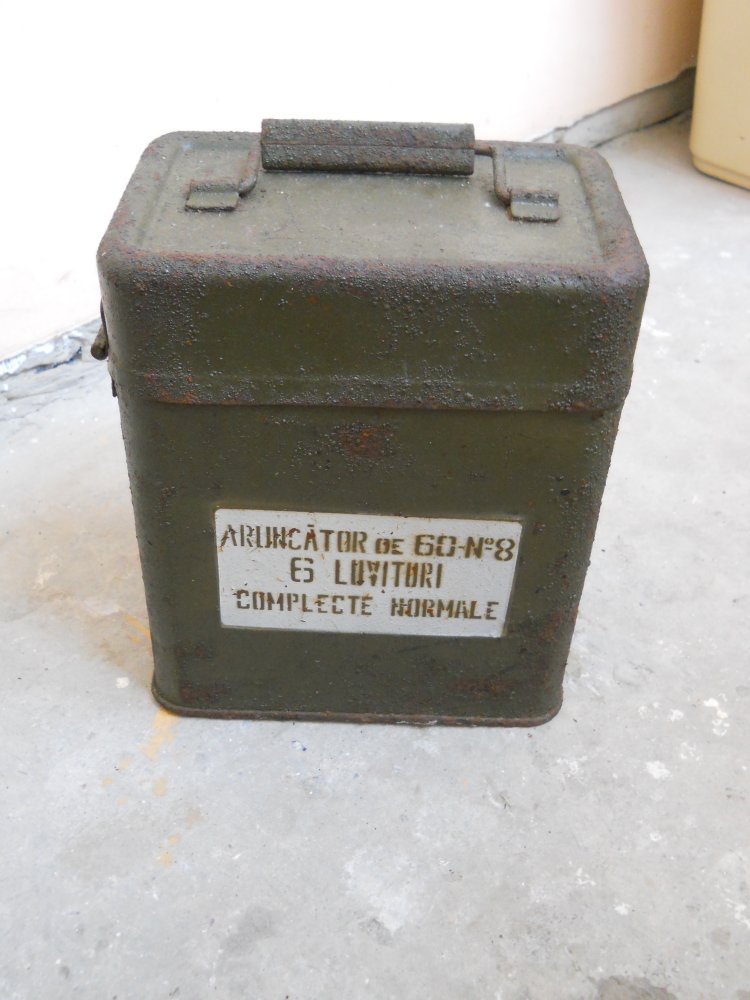 ARUNCĂTOR DE 60-Nº8
6 LOVITURI
COMPLECTE NORMALE